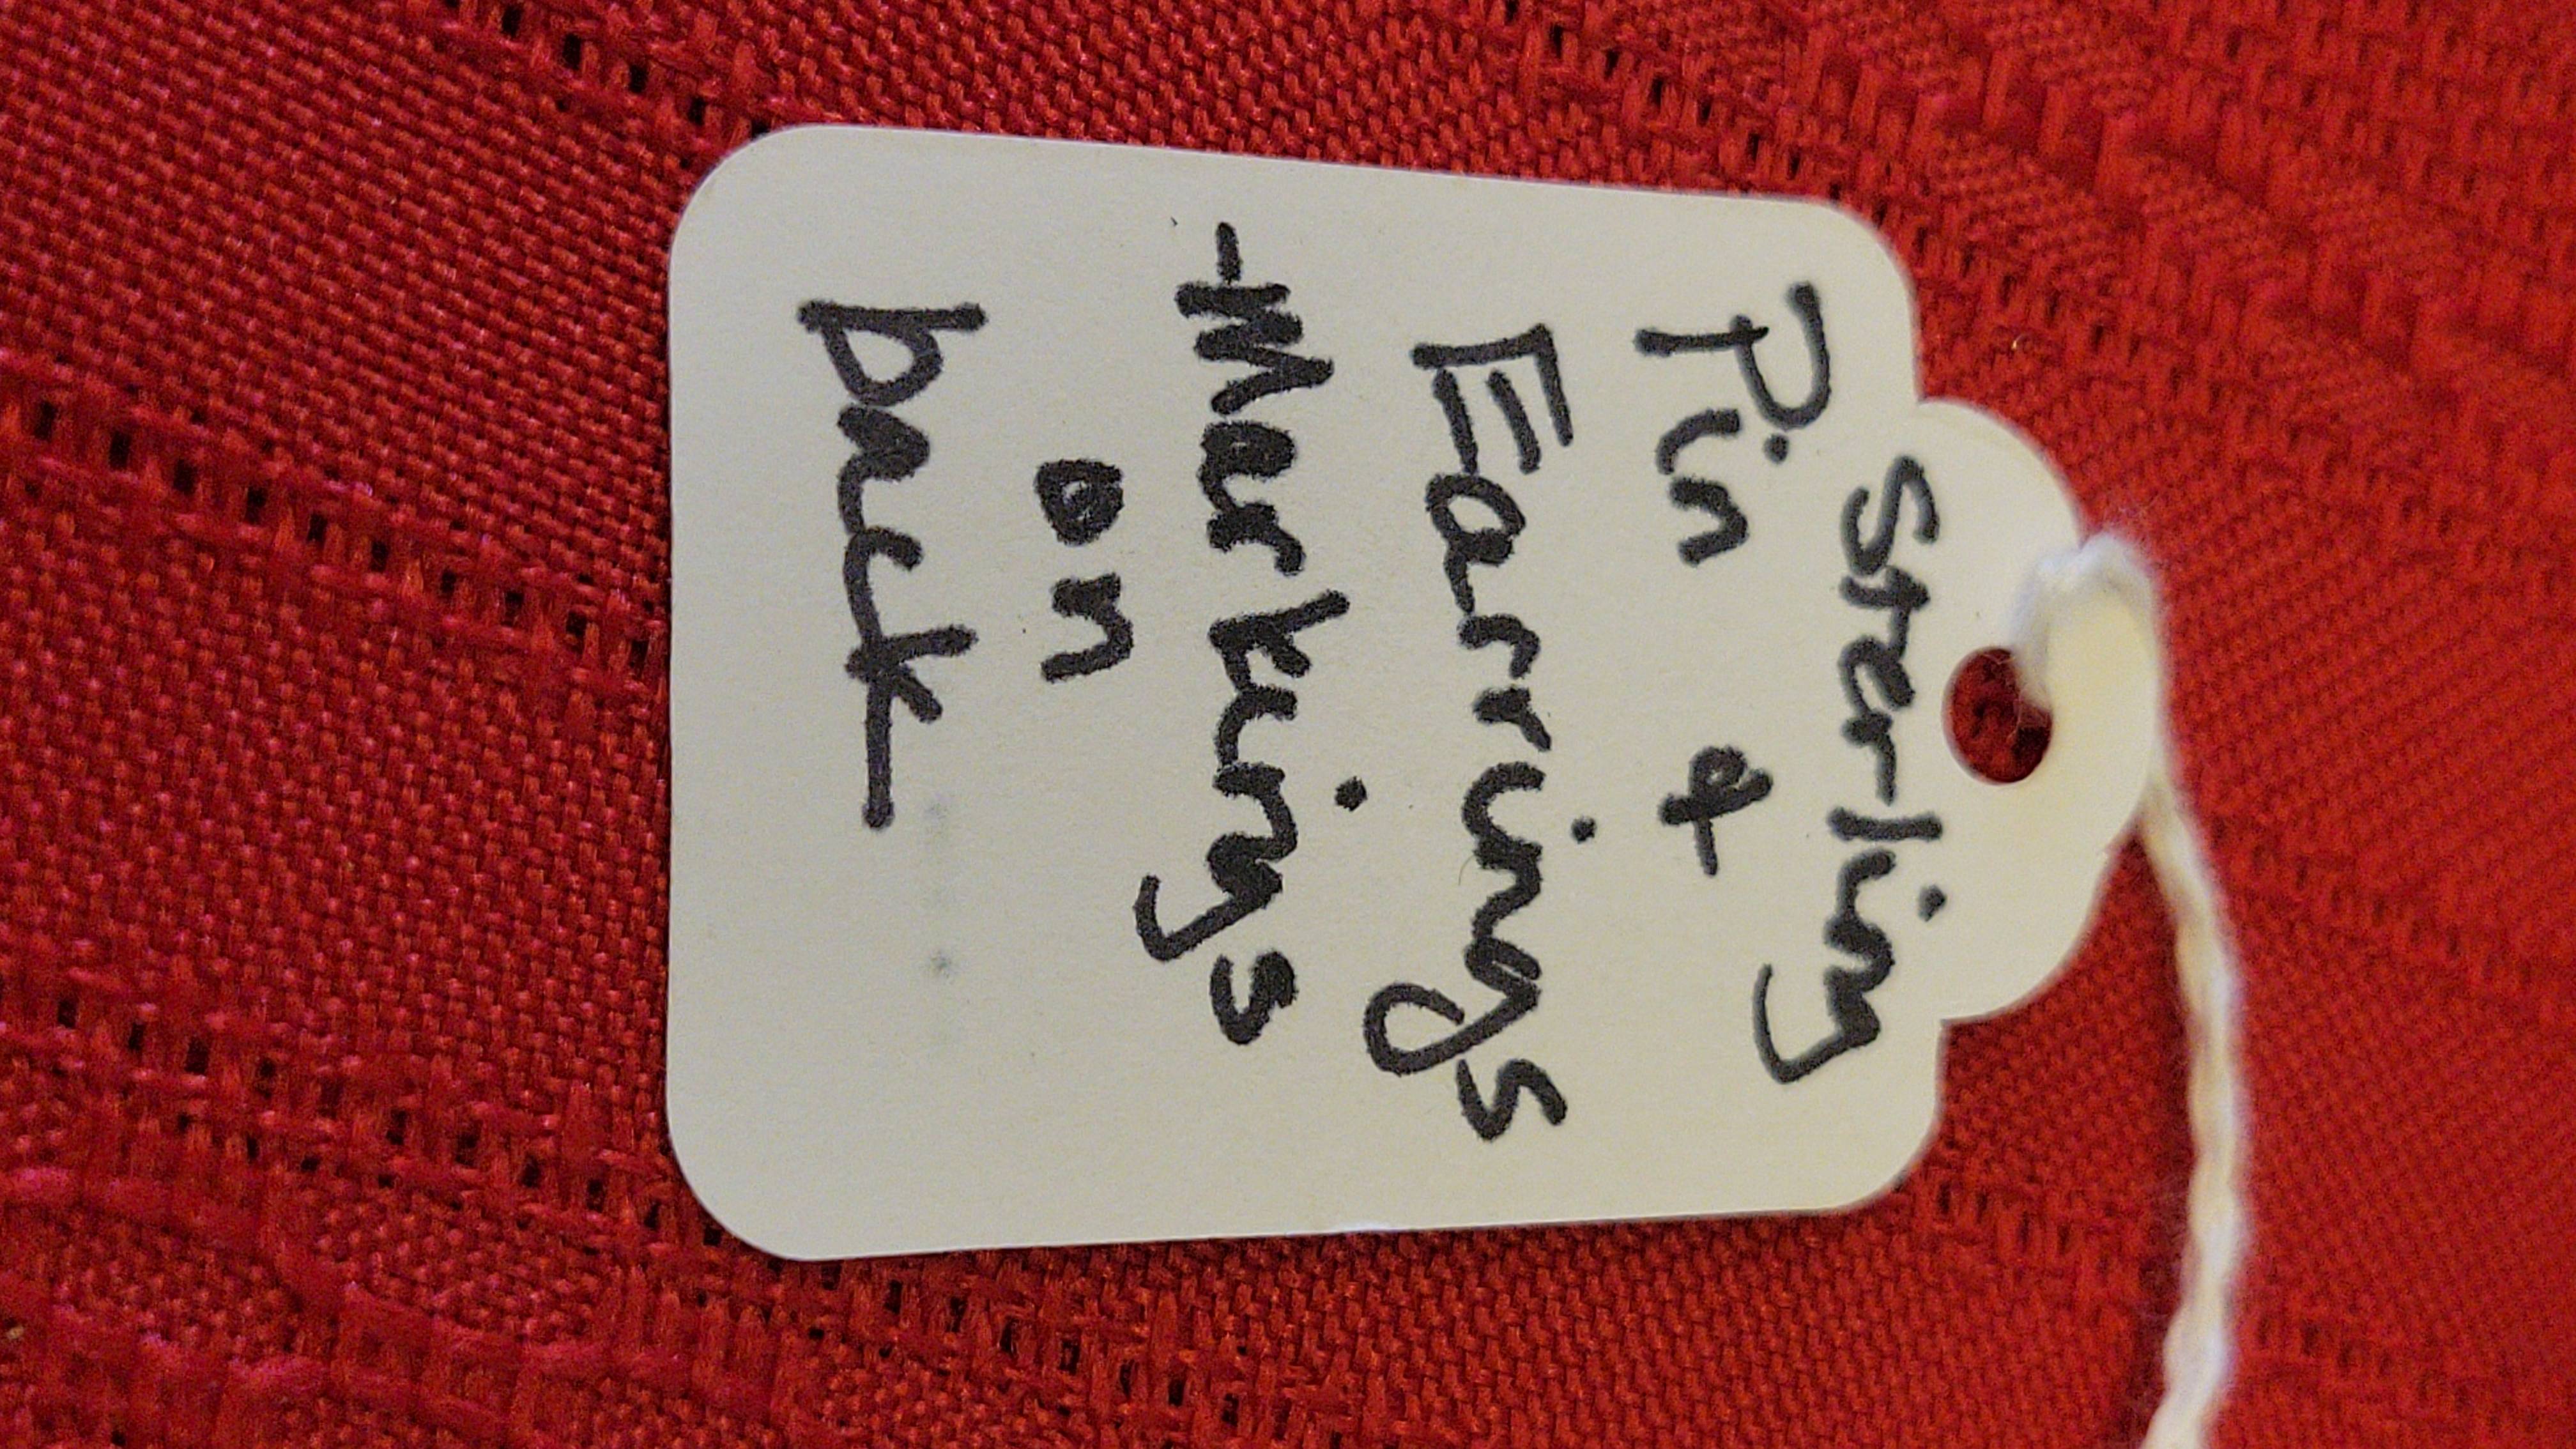 Sterling
Pin &
Earrings
-Markings
on
back